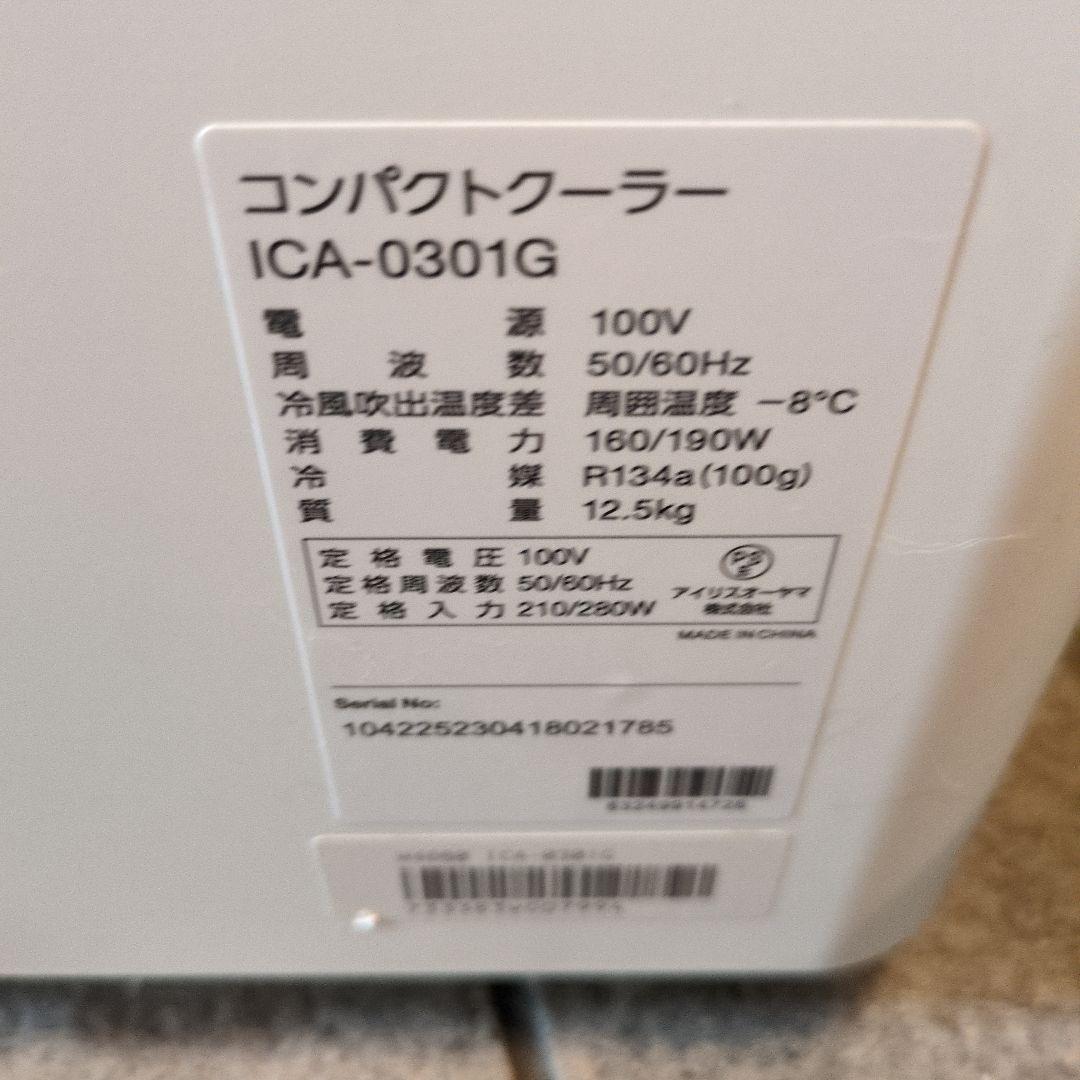 コンパクトクーラー
ICA-0301G
電源 100V
周波数 50/60Hz
冷風吹出温度差 周囲温度 －8℃
消費電力 160/190W
冷媒 R134a(100g)
質量 12.5kg
定格電圧 100V
定格周波数 50/60Hz
定格入力 210/280W
PSE
アイリスオーヤマ
株式会社
MADE IN CHINA
Serial No:
104225230418021785
ICA-0301G